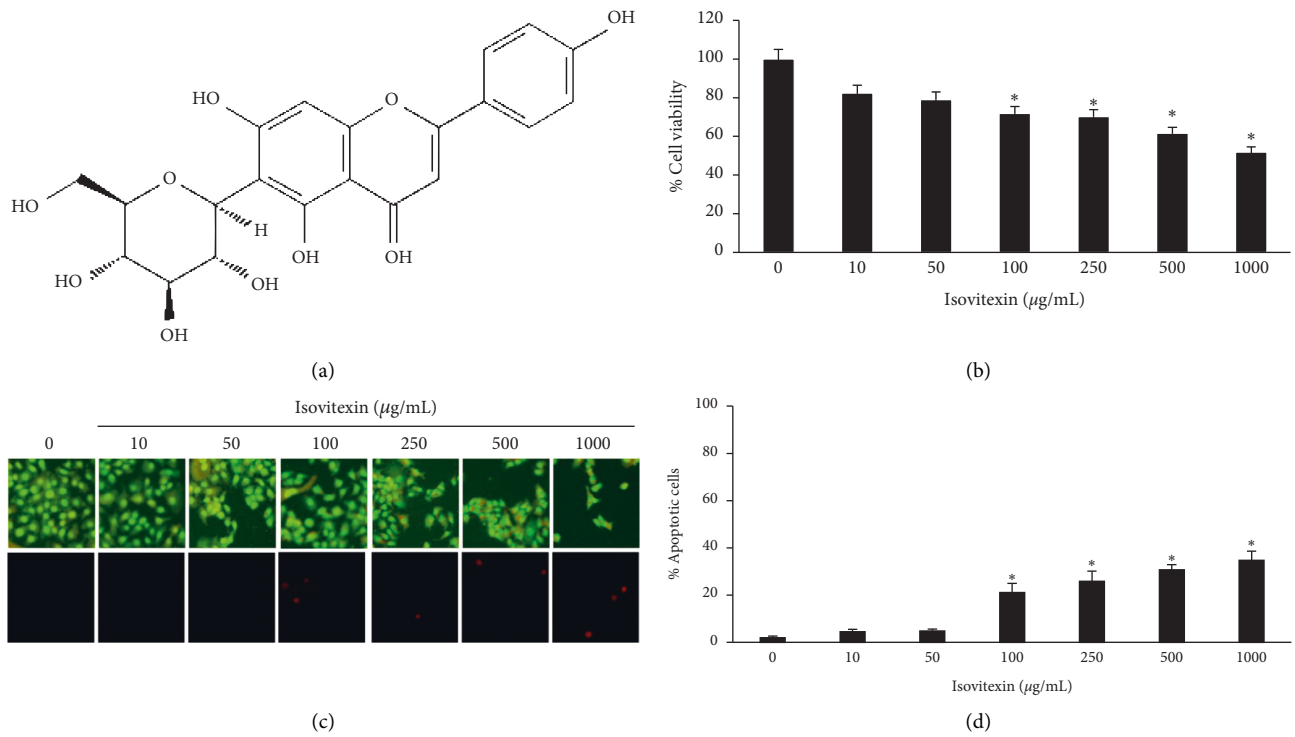 OH
HO
O
O
HO
H
HO
OH
OH
OH
OH
(a)
% Cell viability
120
100
80
60
40
20
0
*
*
*
*
0 10 50 100 250 500 1000
Isovitexin (μg/mL)
(b)
Isovitexin (μg/mL)
0 10 50 100 250 500 1000
(c)
% Apoptotic cells
100
80
60
40
20
0
*
*
*
*
0 10 50 100 250 500 1000
Isovitexin (μg/mL)
(d)